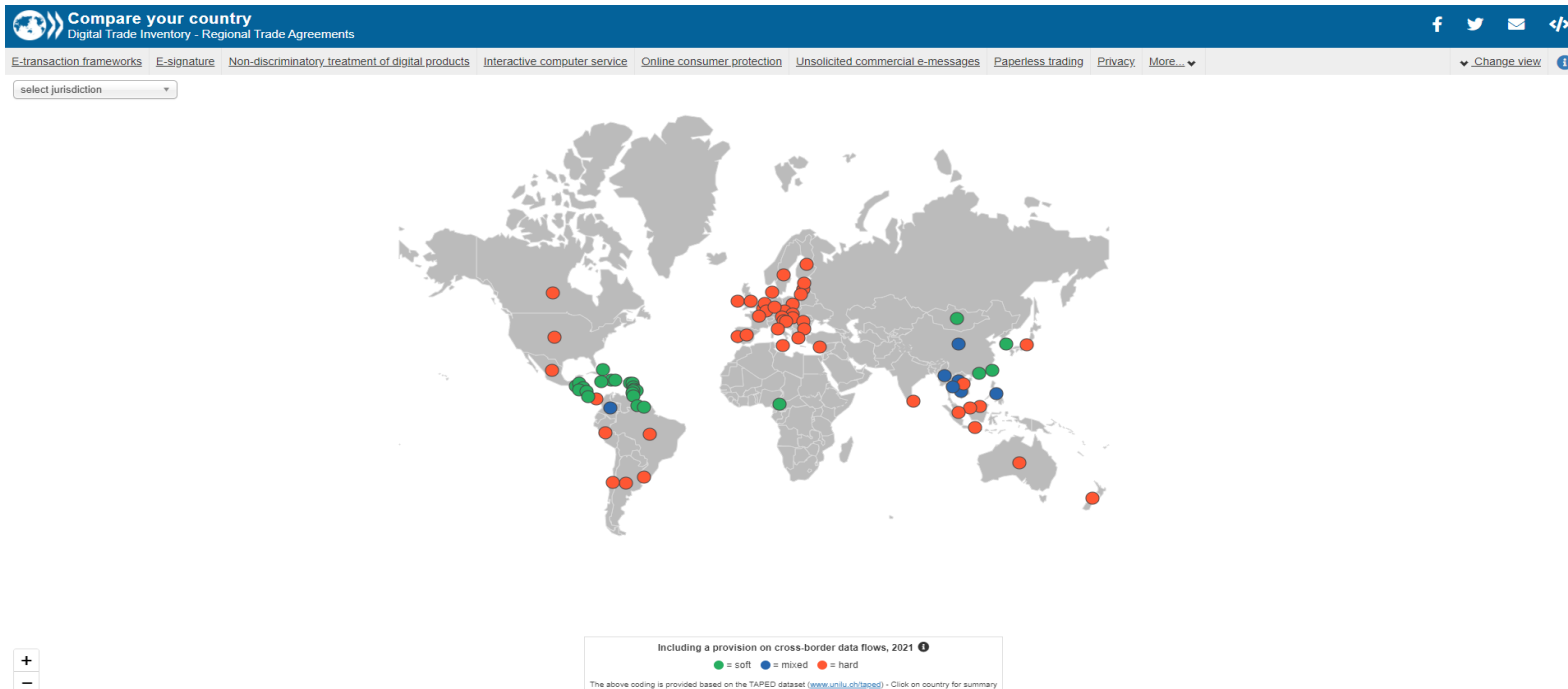 Compare your country
Digital Trade Inventory - Regional Trade Agreements
E-transaction frameworks E-signature Non-discriminatory treatment of digital products Interactive computer service Online consumer protection Unsolicited commercial e-messages Paperless trading Privacy More... Change view
select jurisdiction
Including a provision on cross-border data flows, 2021
= soft = mixed = hard
The above coding is provided based on the TAPED dataset (www.unilu.ch/taped) - Click on country for summary
+
−